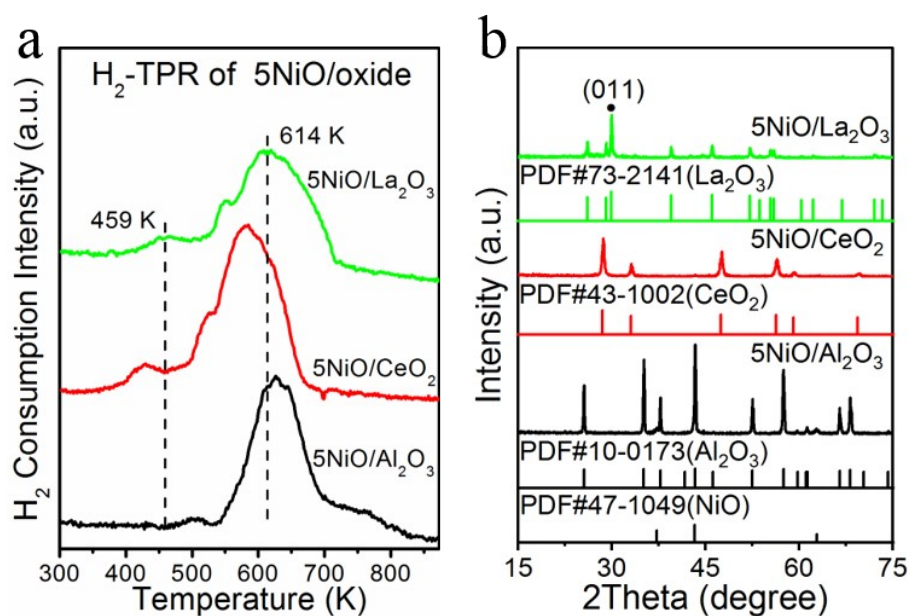 a
H₂-TPR of 5NiO/oxide
614 K
5NiO/La₂O₃
459 K
5NiO/CeO₂
5NiO/Al₂O₃
H₂ Consumption Intensity (a.u.)
300 400 500 600 700 800
Temperature (K)
b
(011)
5NiO/La₂O₃
PDF#73-2141(La₂O₃)
5NiO/CeO₂
PDF#43-1002(CeO₂)
5NiO/Al₂O₃
PDF#10-0173(Al₂O₃)
PDF#47-1049(NiO)
Intensity (a.u.)
15 30 45 60 75
2Theta (degree)